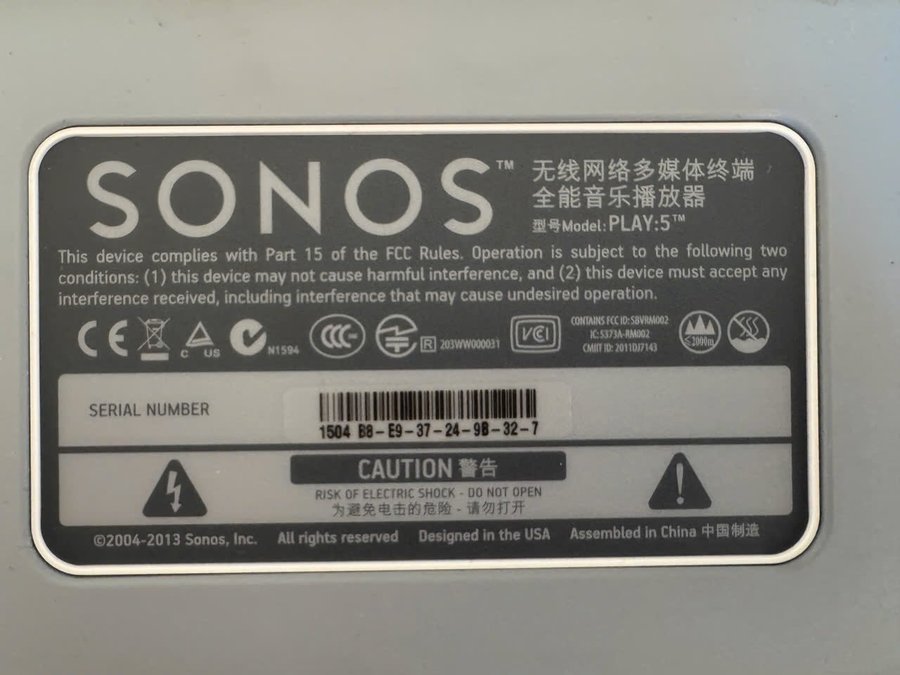 SONOS™
无线网络多媒体终端
全能音乐播放器
型号Model: PLAY:5™
This device complies with Part 15 of the FCC Rules. Operation is subject to the following two
conditions: (1) this device may not cause harmful interference, and (2) this device must accept any
interference received, including interference that may cause undesired operation.
CE C US N1594 CCC R 203WW000031 VCI
CONTAINS FCC ID: SBVRM002
IC: 5373A-RM002
CMIIT ID: 2011DJ7143
≤2000m
SERIAL NUMBER
1504 B8-E9-37-24-9B-32-7
CAUTION 警告
RISK OF ELECTRIC SHOCK - DO NOT OPEN
为避免电击的危险 - 请勿打开
©2004-2013 Sonos, Inc. All rights reserved Designed in the USA Assembled in China 中国制造